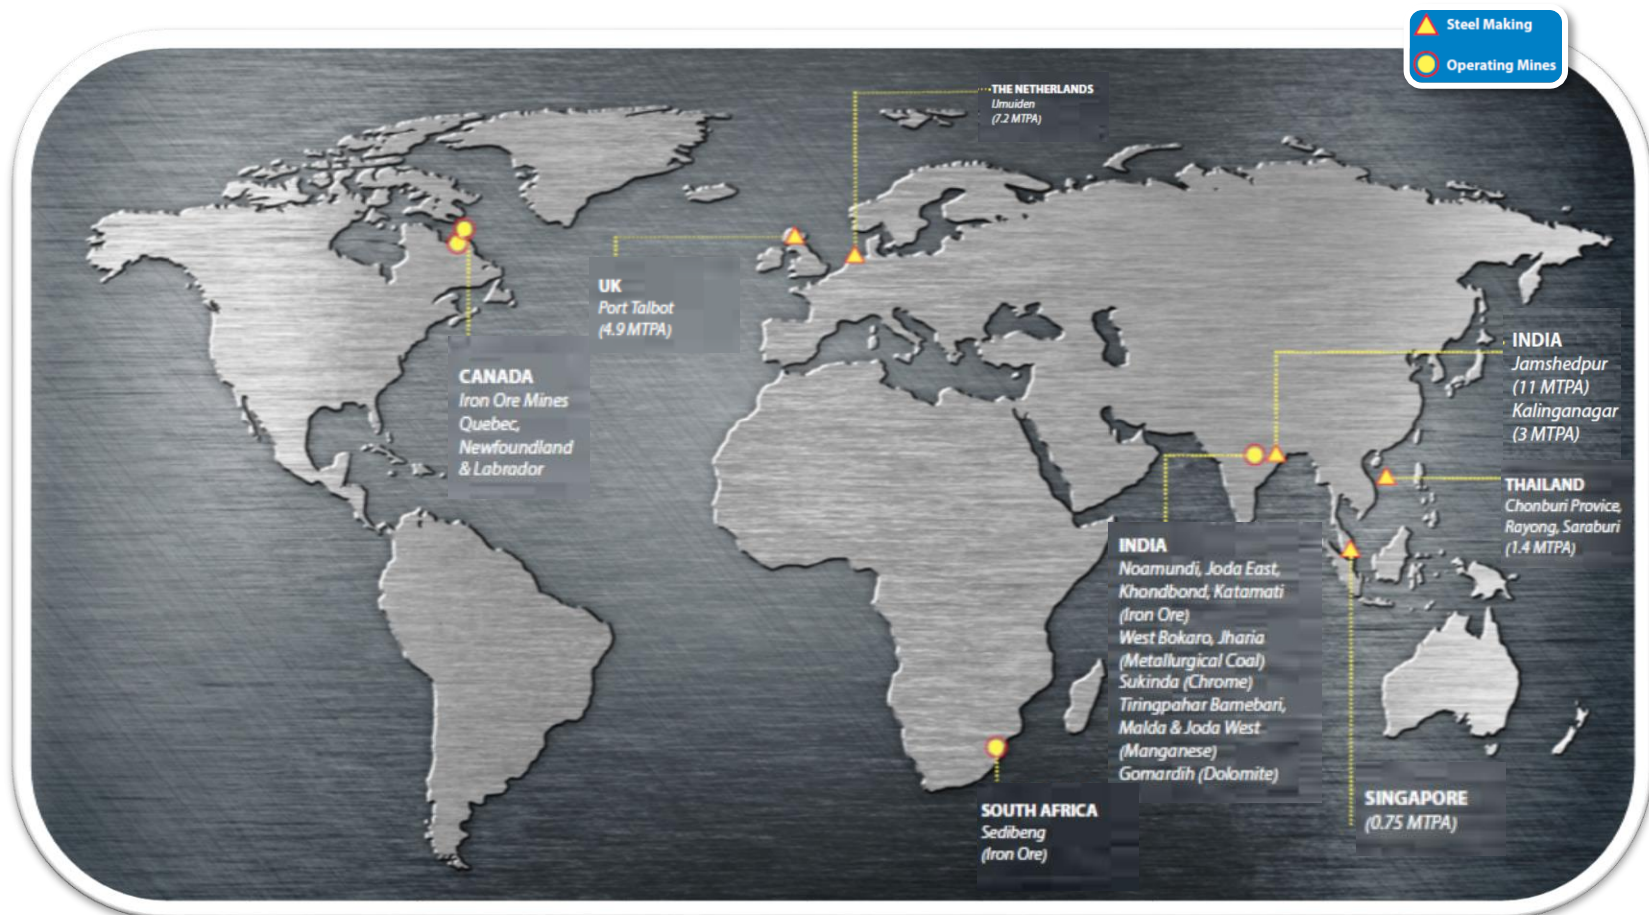 Steel Making
Operating Mines
THE NETHERLANDS
IJmuiden
(7.2 MTPA)
UK
Port Talbot
(4.9 MTPA)
CANADA
Iron Ore Mines
Quebec,
Newfoundland
& Labrador
INDIA
Jamshedpur
(11 MTPA)
Kalinganagar
(3 MTPA)
THAILAND
Chonburi Provice,
Rayong, Saraburi
(1.4 MTPA)
INDIA
Noamundi, Joda East,
Khondbond, Katamati
(Iron Ore)
West Bokaro, Jharia
(Metallurgical Coal)
Sukinda (Chrome)
Tiringpahar Bamebari,
Malda & Joda West
(Manganese)
Gomardih (Dolomite)
SOUTH AFRICA
Sedibeng
(Iron Ore)
SINGAPORE
(0.75 MTPA)